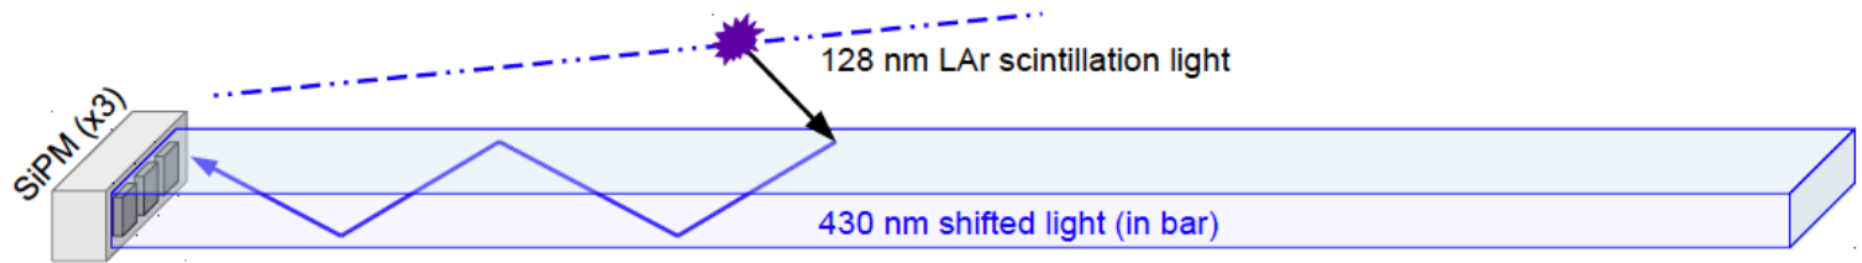 128 nm LAr scintillation light
SiPM (x3)
430 nm shifted light (in bar)